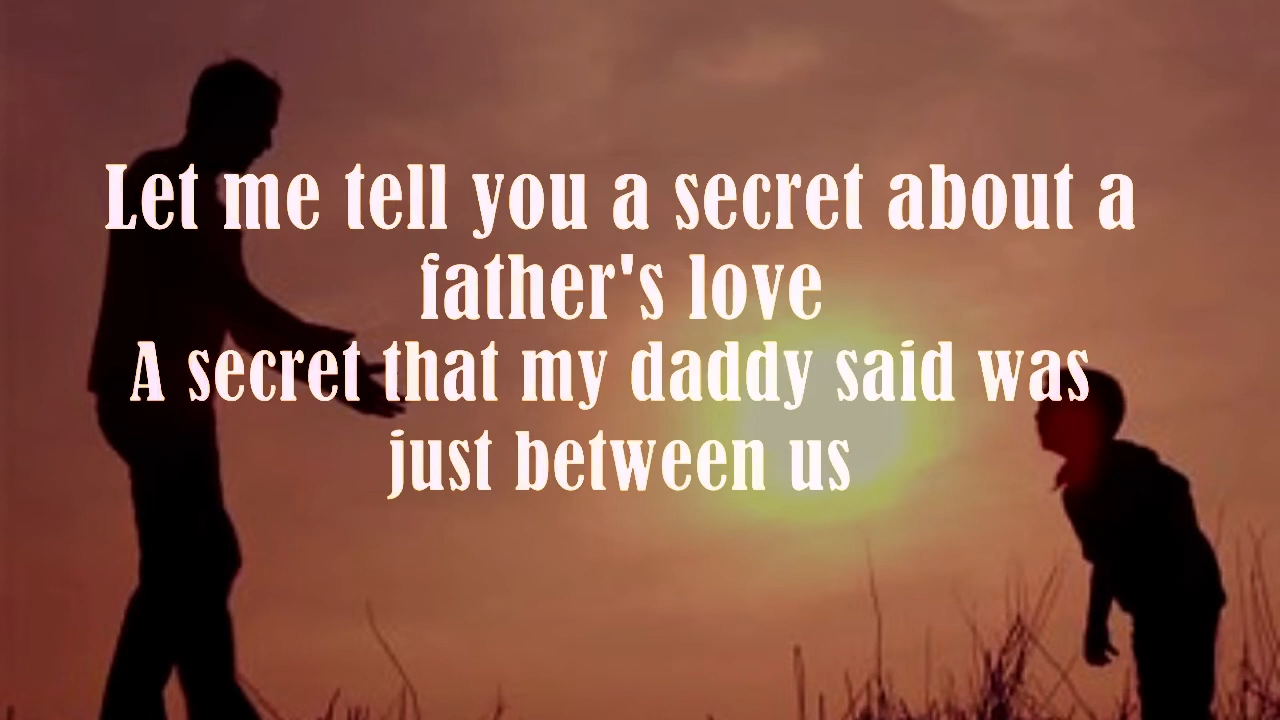 Let me tell you a secret about a
father's love
A secret that my daddy said was
just between us